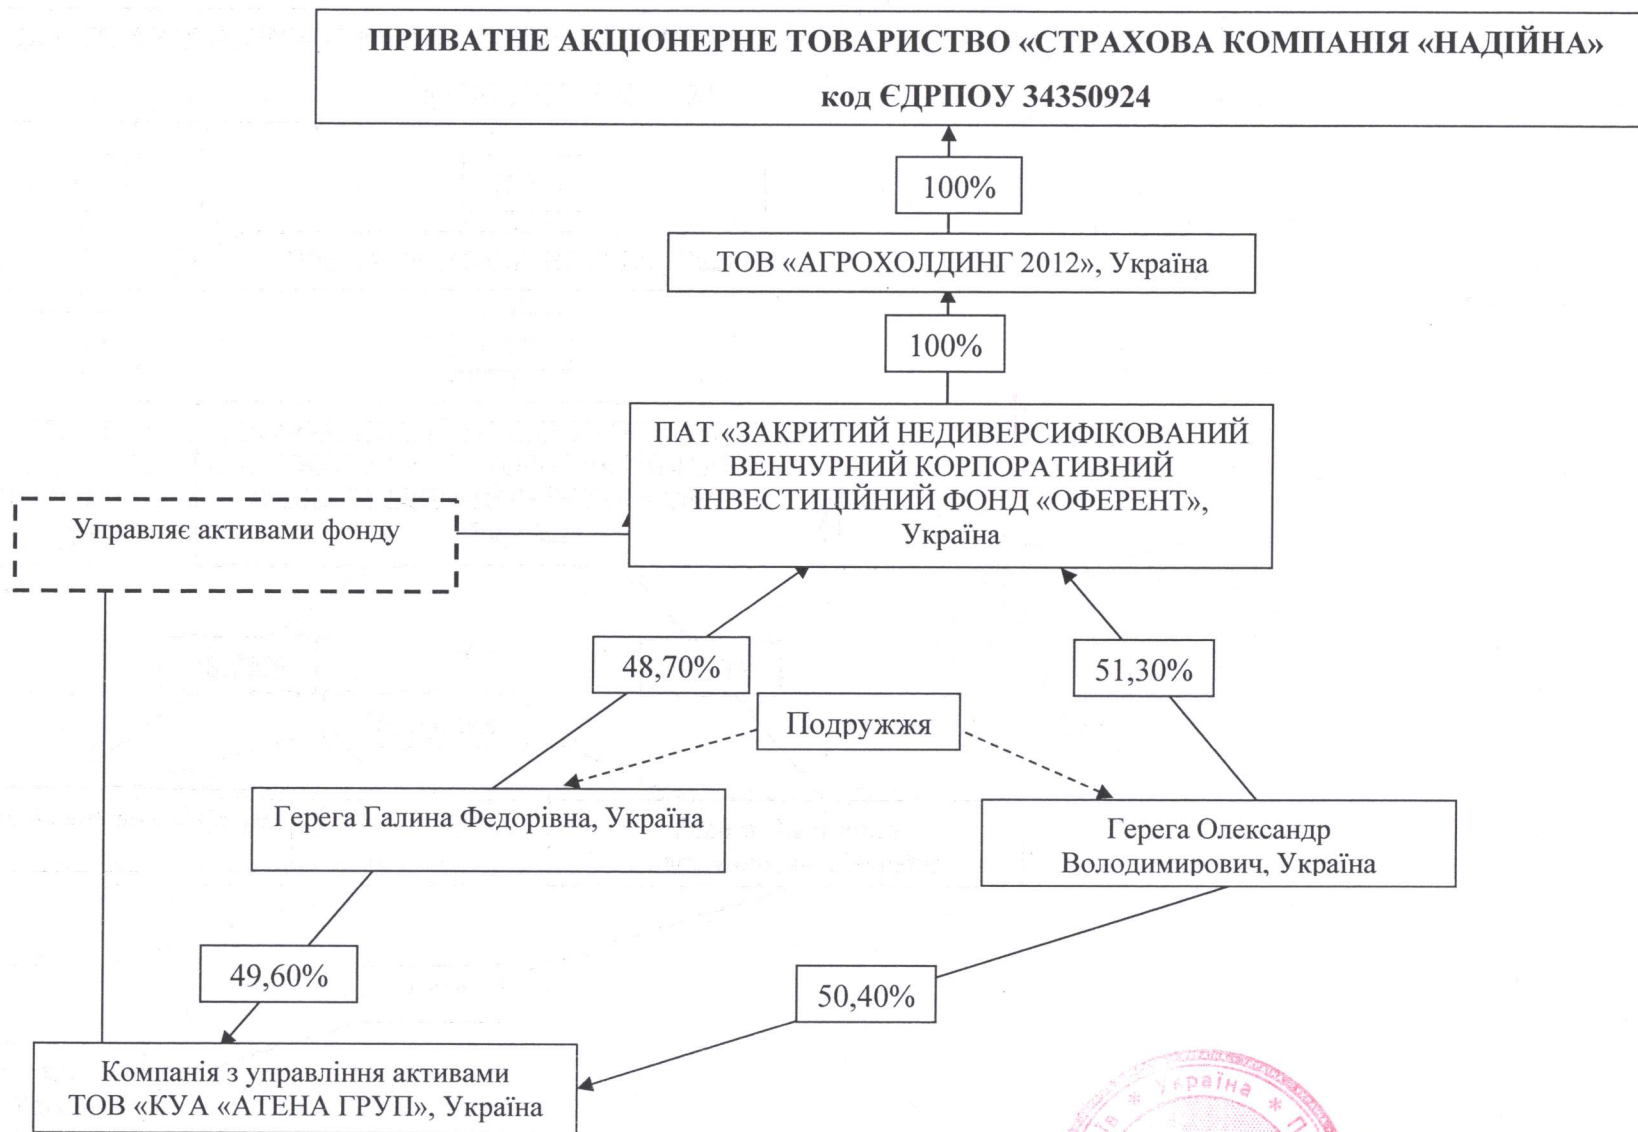 ПРИВАТНЕ АКЦІОНЕРНЕ ТОВАРИСТВО «СТРАХОВА КОМПАНІЯ «НАДІЙНА»
код ЄДРПОУ 34350924
100%
ТОВ «АГРОХОЛДИНГ 2012», Україна
100%
ПАТ «ЗАКРИТИЙ НЕДИВЕРСИФІКОВАНИЙ
ВЕНЧУРНИЙ КОРПОРАТИВНИЙ
ІНВЕСТИЦІЙНИЙ ФОНД «ОФЕРЕНТ»,
Україна
Управляє активами фонду
48,70%
51,30%
Подружжя
Герега Галина Федорівна, Україна
Герега Олександр
Володимирович, Україна
49,60%
50,40%
Компанія з управління активами
ТОВ «КУА «АТЕНА ГРУП», Україна
* Україна *